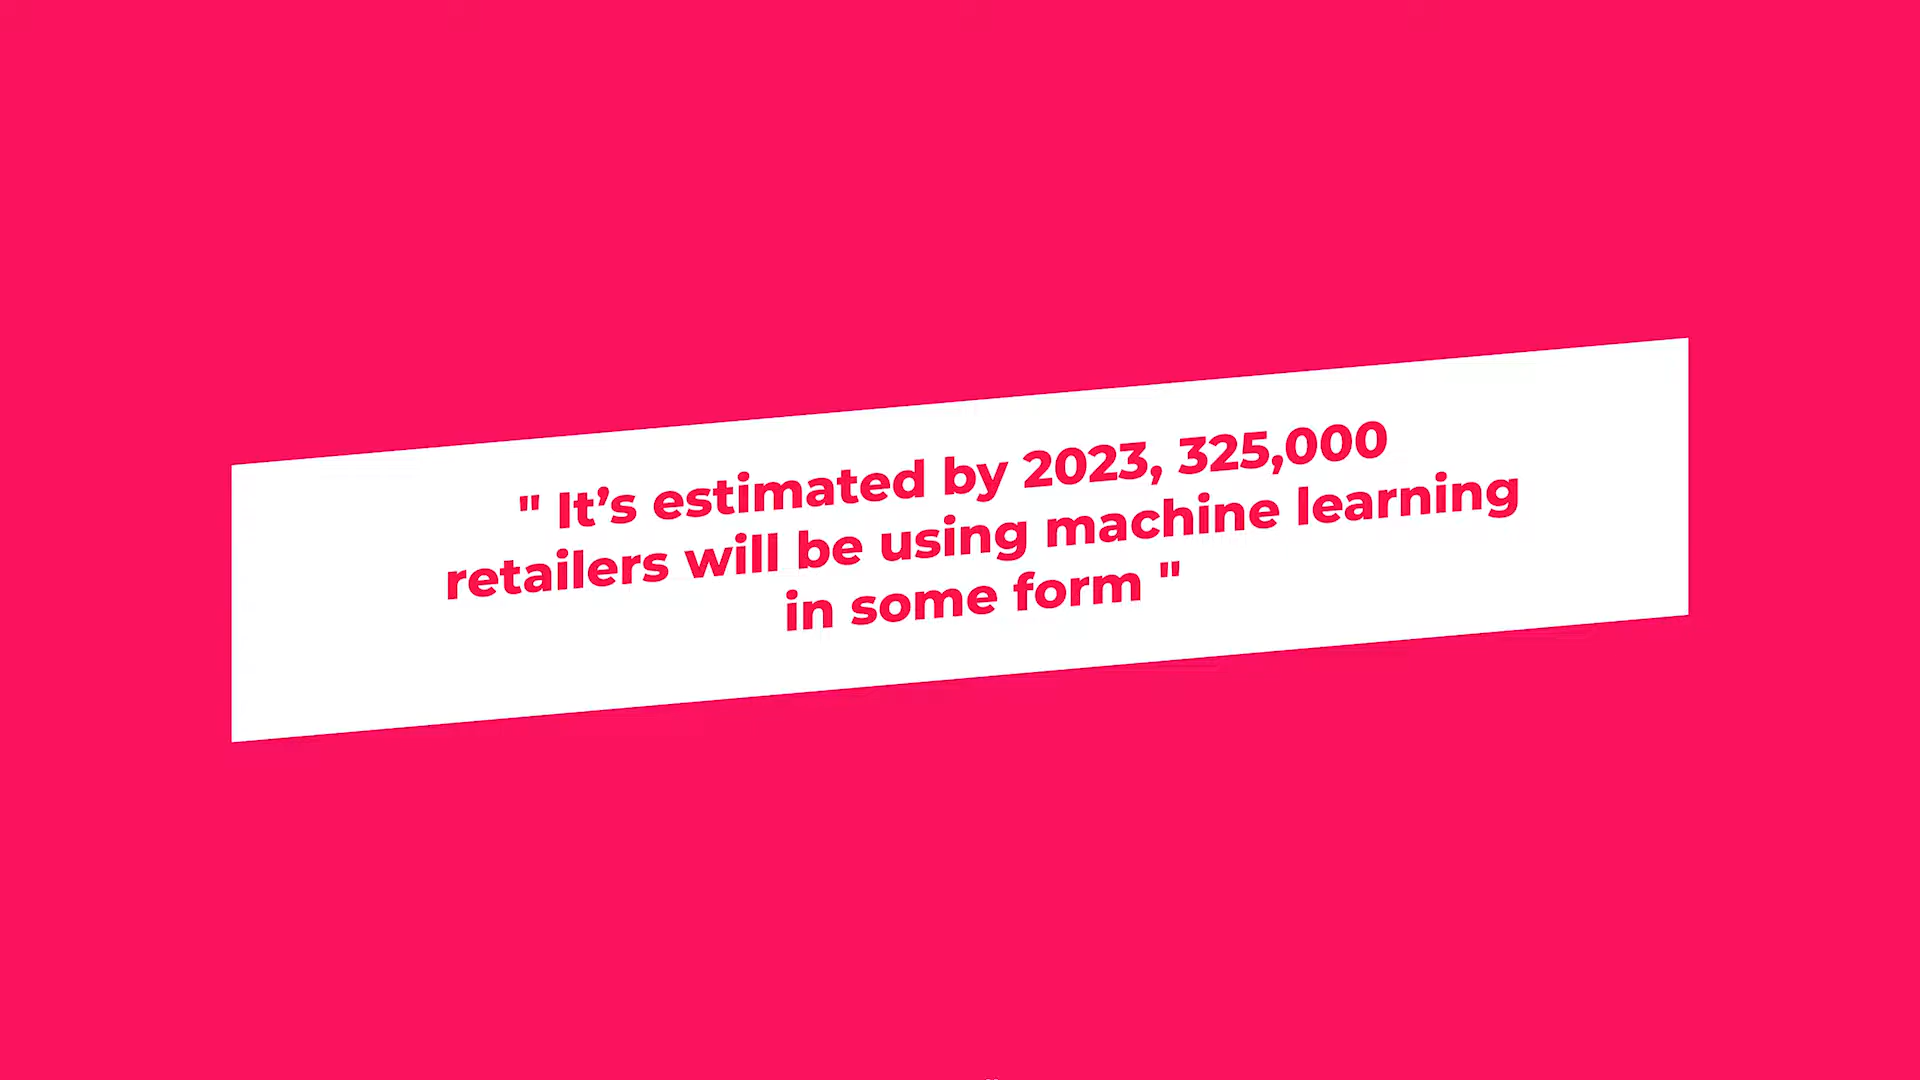 " It’s estimated by 2023, 325,000
retailers will be using machine learning
in some form "